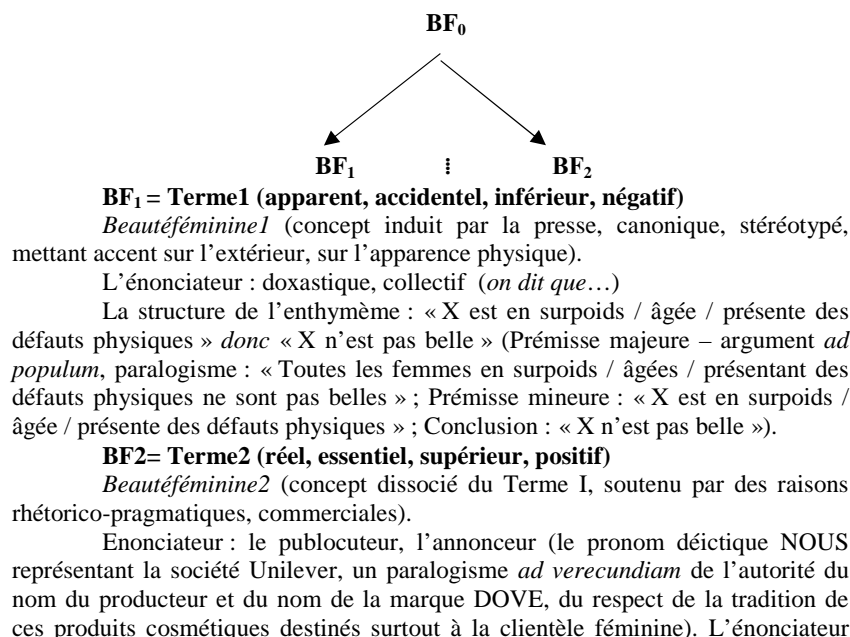 BF₀
BF₁ ⁞ BF₂
BF₁ = Terme1 (apparent, accidentel, inférieur, négatif)
Beautéféminine1 (concept induit par la presse, canonique, stéréotypé,
mettant accent sur l’extérieur, sur l’apparence physique).
L’énonciateur : doxastique, collectif (on dit que…)
La structure de l’enthymème : « X est en surpoids / âgée / présente des
défauts physiques » donc « X n’est pas belle » (Prémisse majeure – argument ad
populum, paralogisme : « Toutes les femmes en surpoids / âgées / présentant des
défauts physiques ne sont pas belles » ; Prémisse mineure : « X est en surpoids /
âgée / présente des défauts physiques » ; Conclusion : « X n’est pas belle »).
BF2= Terme2 (réel, essentiel, supérieur, positif)
Beautéféminine2 (concept dissocié du Terme I, soutenu par des raisons
rhétorico-pragmatiques, commerciales).
Enonciateur : le publocuteur, l’annonceur (le pronom déictique NOUS
représentant la société Unilever, un paralogisme ad verecundiam de l’autorité du
nom du producteur et du nom de la marque DOVE, du respect de la tradition de
ces produits cosmétiques destinés surtout à la clientèle féminine). L’énonciateur